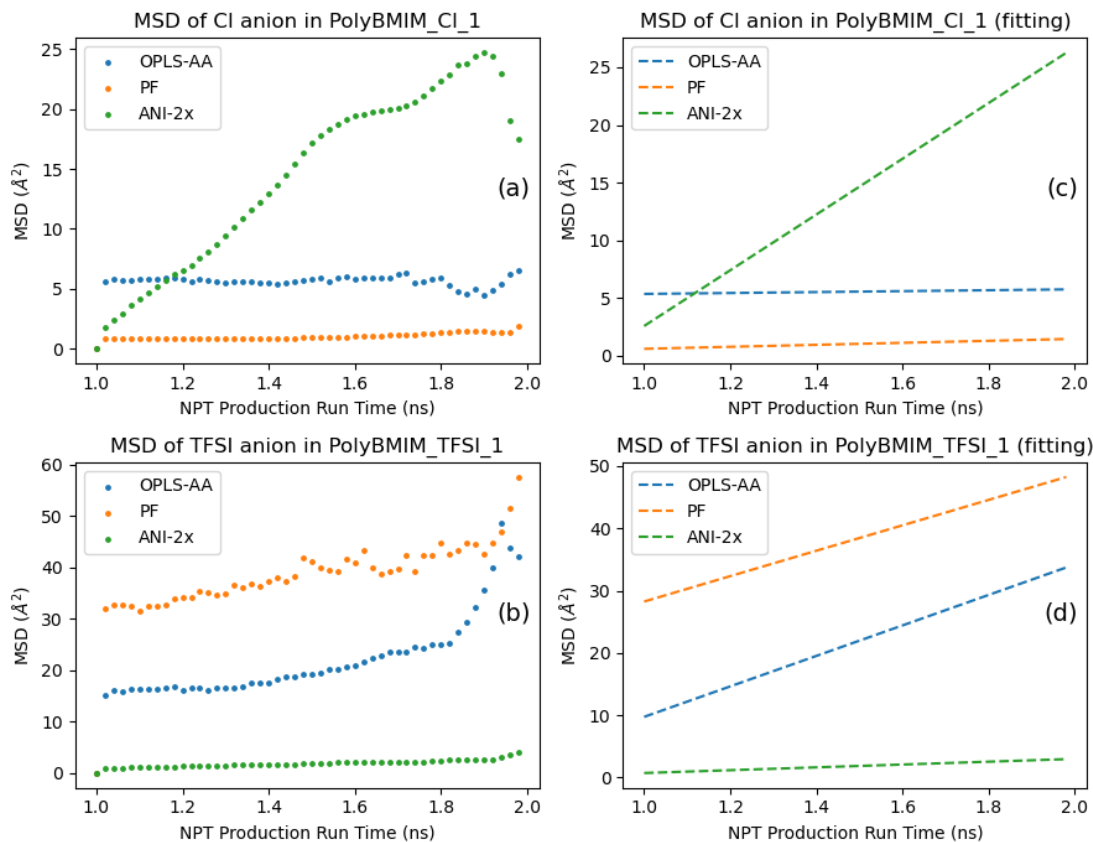 MSD of Cl anion in PolyBMIM_Cl_1
25
20
15
10
5
0
MSD (Å²)
OPLS-AA
PF
ANI-2x
(a)
1.0 1.2 1.4 1.6 1.8 2.0
NPT Production Run Time (ns)
MSD of Cl anion in PolyBMIM_Cl_1 (fitting)
25
20
15
10
5
0
MSD (Å²)
OPLS-AA
PF
ANI-2x
(c)
1.0 1.2 1.4 1.6 1.8 2.0
NPT Production Run Time (ns)
MSD of TFSI anion in PolyBMIM_TFSI_1
60
50
40
30
20
10
0
MSD (Å²)
OPLS-AA
PF
ANI-2x
(b)
1.0 1.2 1.4 1.6 1.8 2.0
NPT Production Run Time (ns)
MSD of TFSI anion in PolyBMIM_TFSI_1 (fitting)
50
40
30
20
10
0
MSD (Å²)
OPLS-AA
PF
ANI-2x
(d)
1.0 1.2 1.4 1.6 1.8 2.0
NPT Production Run Time (ns)